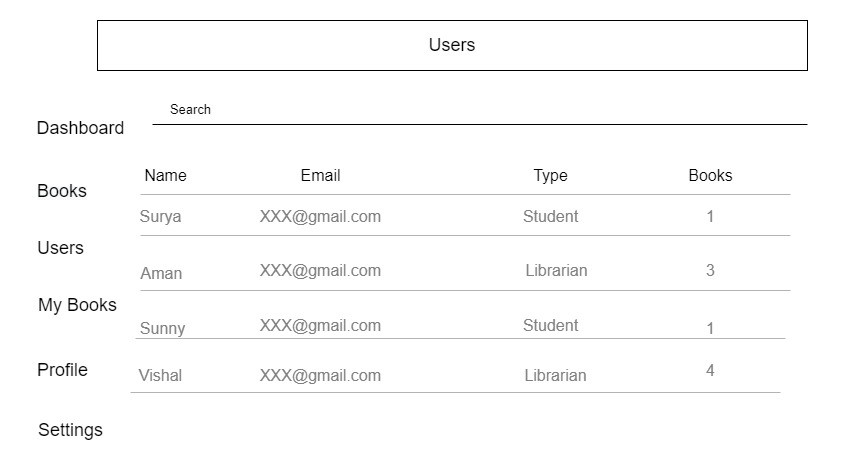 Users
Search
Dashboard
Name Email Type Books
Books
Surya XXX@gmail.com Student 1
Users
Aman XXX@gmail.com Librarian 3
My Books
Sunny XXX@gmail.com Student 1
Profile
Vishal XXX@gmail.com Librarian 4
Settings